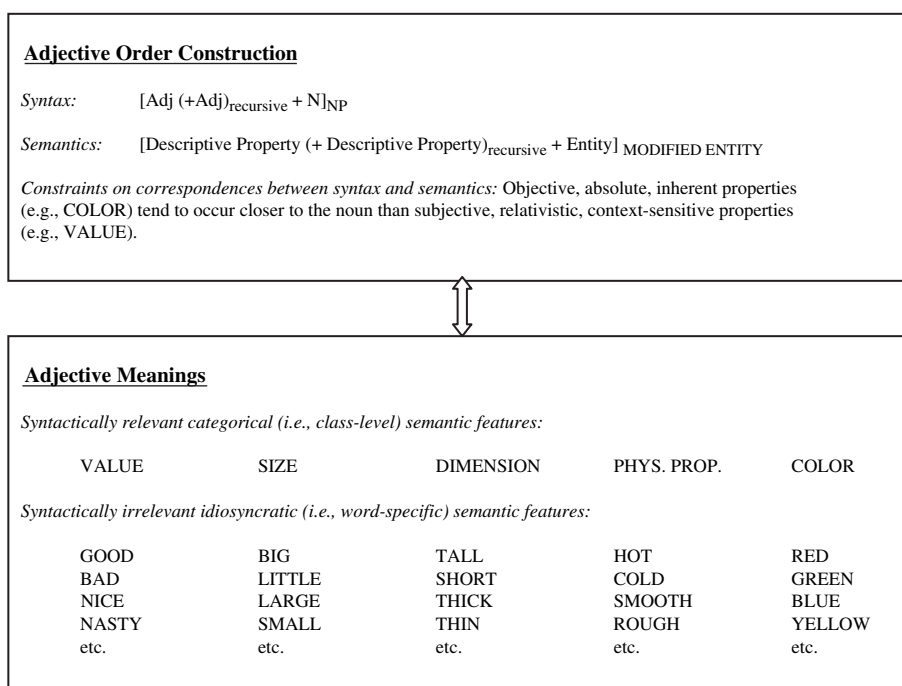 Adjective Order Construction
Syntax: [Adj (+Adj)recursive + N]NP
Semantics: [Descriptive Property (+ Descriptive Property)recursive + Entity] MODIFIED ENTITY
Constraints on correspondences between syntax and semantics: Objective, absolute, inherent properties
(e.g., COLOR) tend to occur closer to the noun than subjective, relativistic, context-sensitive properties
(e.g., VALUE).
Adjective Meanings
Syntactically relevant categorical (i.e., class-level) semantic features:
VALUE SIZE DIMENSION PHYS. PROP. COLOR
Syntactically irrelevant idiosyncratic (i.e., word-specific) semantic features:
GOOD BIG TALL HOT RED
BAD LITTLE SHORT COLD GREEN
NICE LARGE THICK SMOOTH BLUE
NASTY SMALL THIN ROUGH YELLOW
etc. etc. etc. etc. etc.